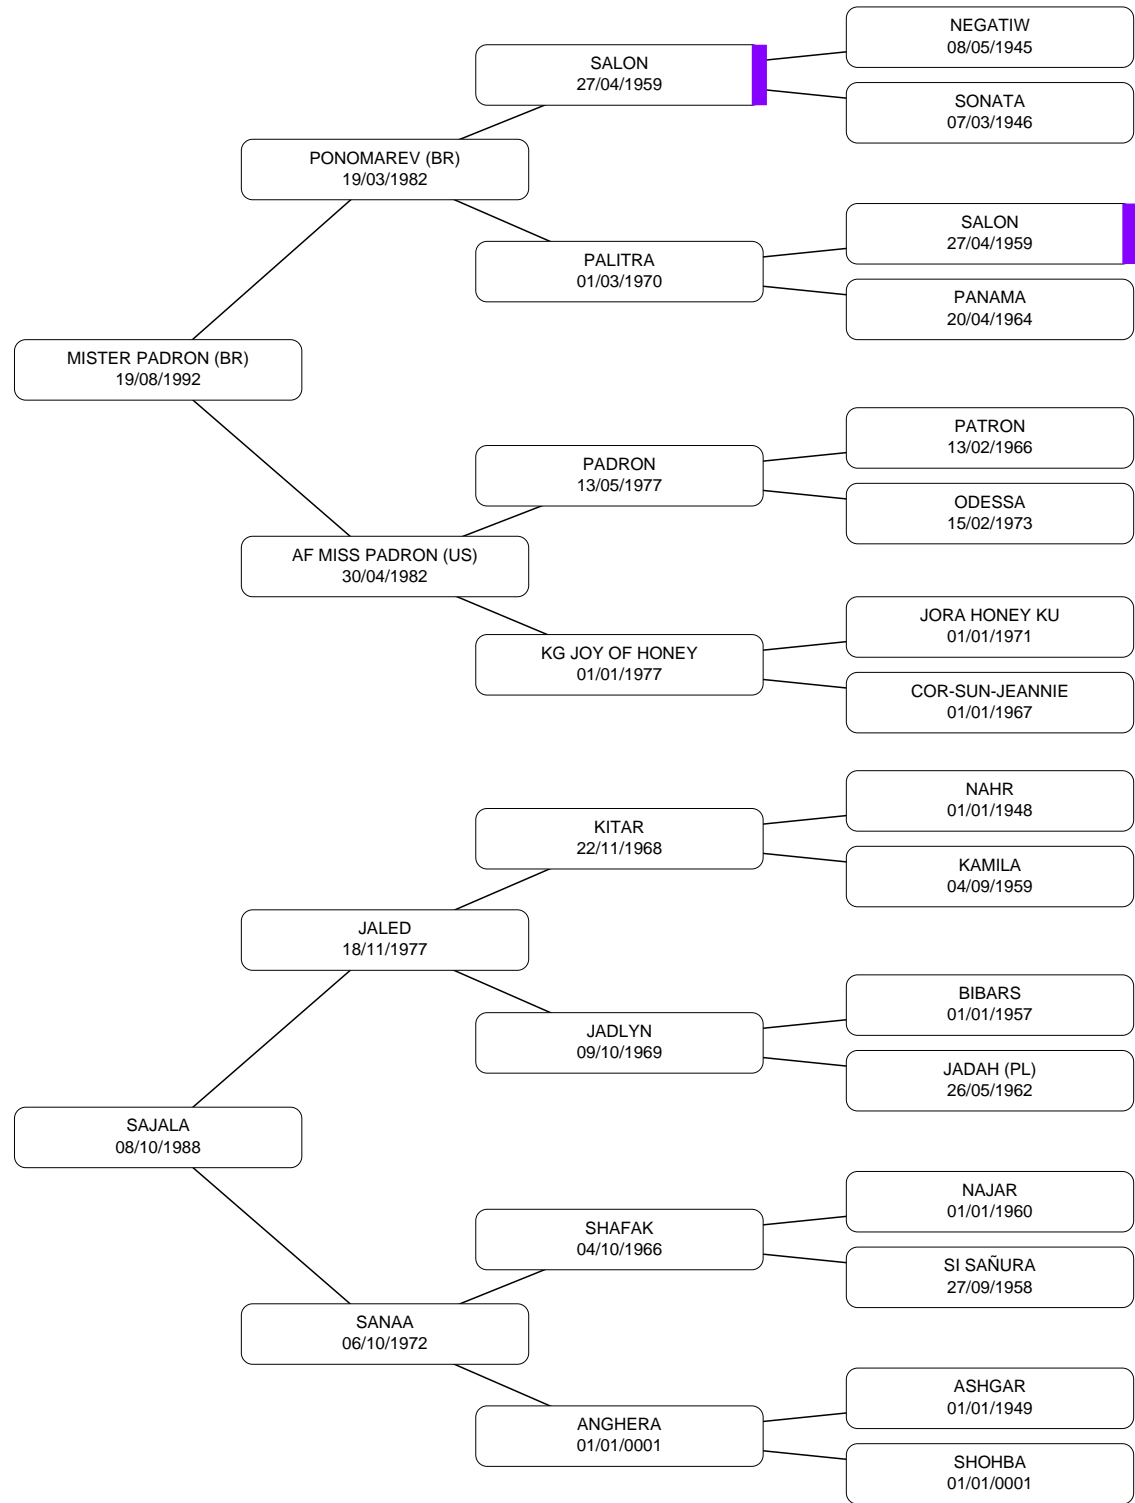 NEGATIW
08/05/1945
SALON
27/04/1959
SONATA
07/03/1946
PONOMAREV (BR)
19/03/1982
SALON
27/04/1959
PALITRA
01/03/1970
PANAMA
20/04/1964
MISTER PADRON (BR)
19/08/1992
PATRON
13/02/1966
PADRON
13/05/1977
ODESSA
15/02/1973
AF MISS PADRON (US)
30/04/1982
JORA HONEY KU
01/01/1971
KG JOY OF HONEY
01/01/1977
COR-SUN-JEANNIE
01/01/1967
NAHR
01/01/1948
KITAR
22/11/1968
KAMILA
04/09/1959
JALED
18/11/1977
BIBARS
01/01/1957
JADLYN
09/10/1969
JADAH (PL)
26/05/1962
SAJALA
08/10/1988
NAJAR
01/01/1960
SHAFAK
04/10/1966
SI SAÑURA
27/09/1958
SANAA
06/10/1972
ASHGAR
01/01/1949
ANGHERA
01/01/0001
SHOHBA
01/01/0001